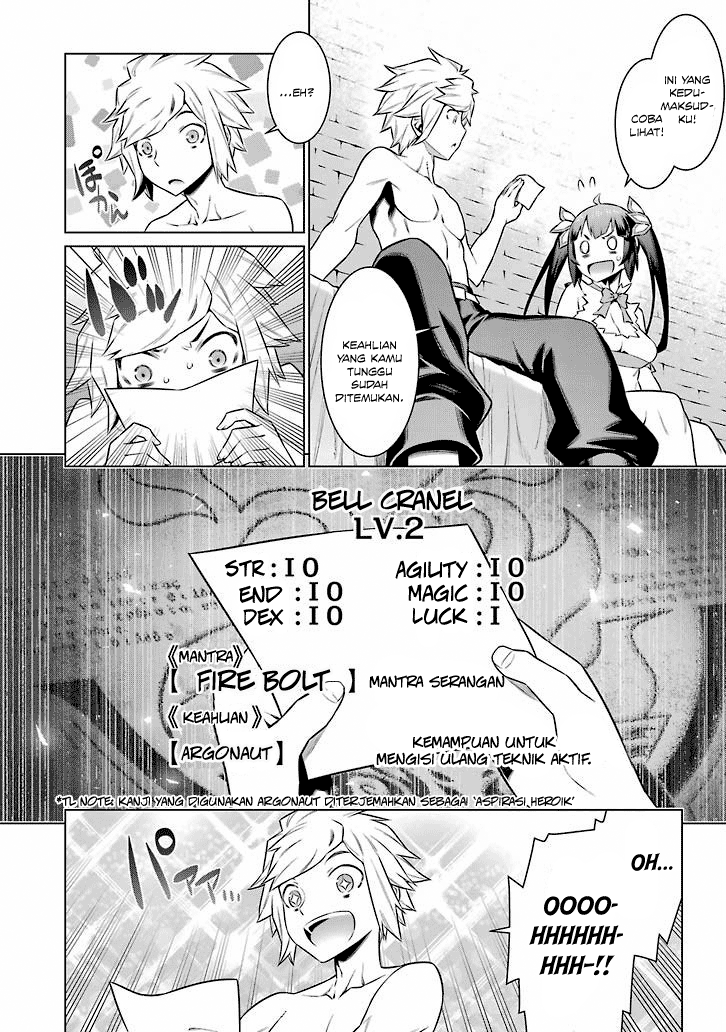 INI YANG
KEDU-
MAKSUD-
KU!
COBA
LIHAT!
KEAHLIAN
YANG KAMU
TUNGGU
SUDAH
DITEMUKAN.
...EH?
ぽかん
BELL CRANEL
LV.2
STR : I 0
AGILITY : I 0
END : I 0
MAGIC : I 0
DEX : I 0
LUCK : I
《MANTRA》
【 FIRE BOLT 】 MANTRA SERANGAN
《KEAHLIAN》
【ARGONAUT】 KEMAMPUAN UNTUK
MENGISI ULANG TEKNIK AKTIF.
*TL NOTE: KANJI YANG DIGUNAKAN ARGONAUT DITERJEMAHKAN SEBAGAI 'ASPIRASI HEROIK'
OH...
OOOO-
HHHHHH-
HHH-!!
パアアァ...